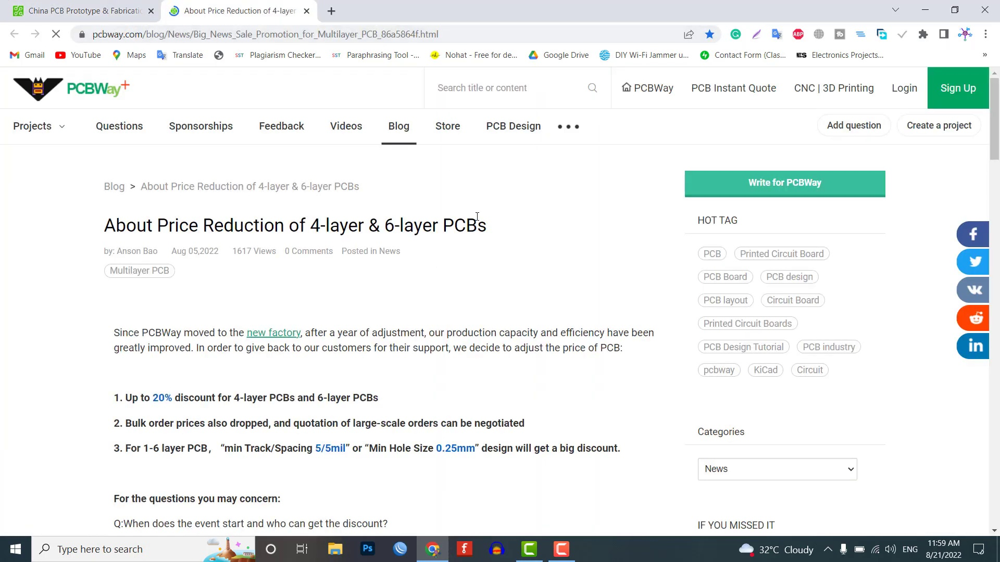 China PCB Prototype & Fabricatio
About Price Reduction of 4-layer
pcbway.com/blog/News/Big_News_Sale_Promotion_for_Multilayer_PCB_86a5864f.html
Gmail YouTube Maps Translate SST Plagiarism Checker... SST Paraphrasing Tool -... Nohat - Free for de... Google Drive DIY Wi-Fi Jammer u... Contact Form (Clas... ES Electronics Projects... »
PCBWay+
Search title or content
PCBWay PCB Instant Quote CNC | 3D Printing Login Sign Up
Projects Questions Sponsorships Feedback Videos Blog Store PCB Design
Add question Create a project
Blog > About Price Reduction of 4-layer & 6-layer PCBs
About Price Reduction of 4-layer & 6-layer PCBs
by: Anson Bao Aug 05,2022 1617 Views 0 Comments Posted in News
Multilayer PCB
Since PCBWay moved to the new factory, after a year of adjustment, our production capacity and efficiency have been
greatly improved. In order to give back to our customers for their support, we decide to adjust the price of PCB:
1. Up to 20% discount for 4-layer PCBs and 6-layer PCBs
2. Bulk order prices also dropped, and quotation of large-scale orders can be negotiated
3. For 1-6 layer PCB， “min Track/Spacing 5/5mil” or “Min Hole Size 0.25mm” design will get a big discount.
For the questions you may concern:
Q:When does the event start and who can get the discount?
Write for PCBWay
HOT TAG
PCB Printed Circuit Board
PCB Board PCB design
PCB layout Circuit Board
Printed Circuit Boards
PCB Design Tutorial PCB industry
pcbway KiCad Circuit
Categories
News
IF YOU MISSED IT
Type here to search
32°C Cloudy
ENG
11:59 AM
8/21/2022